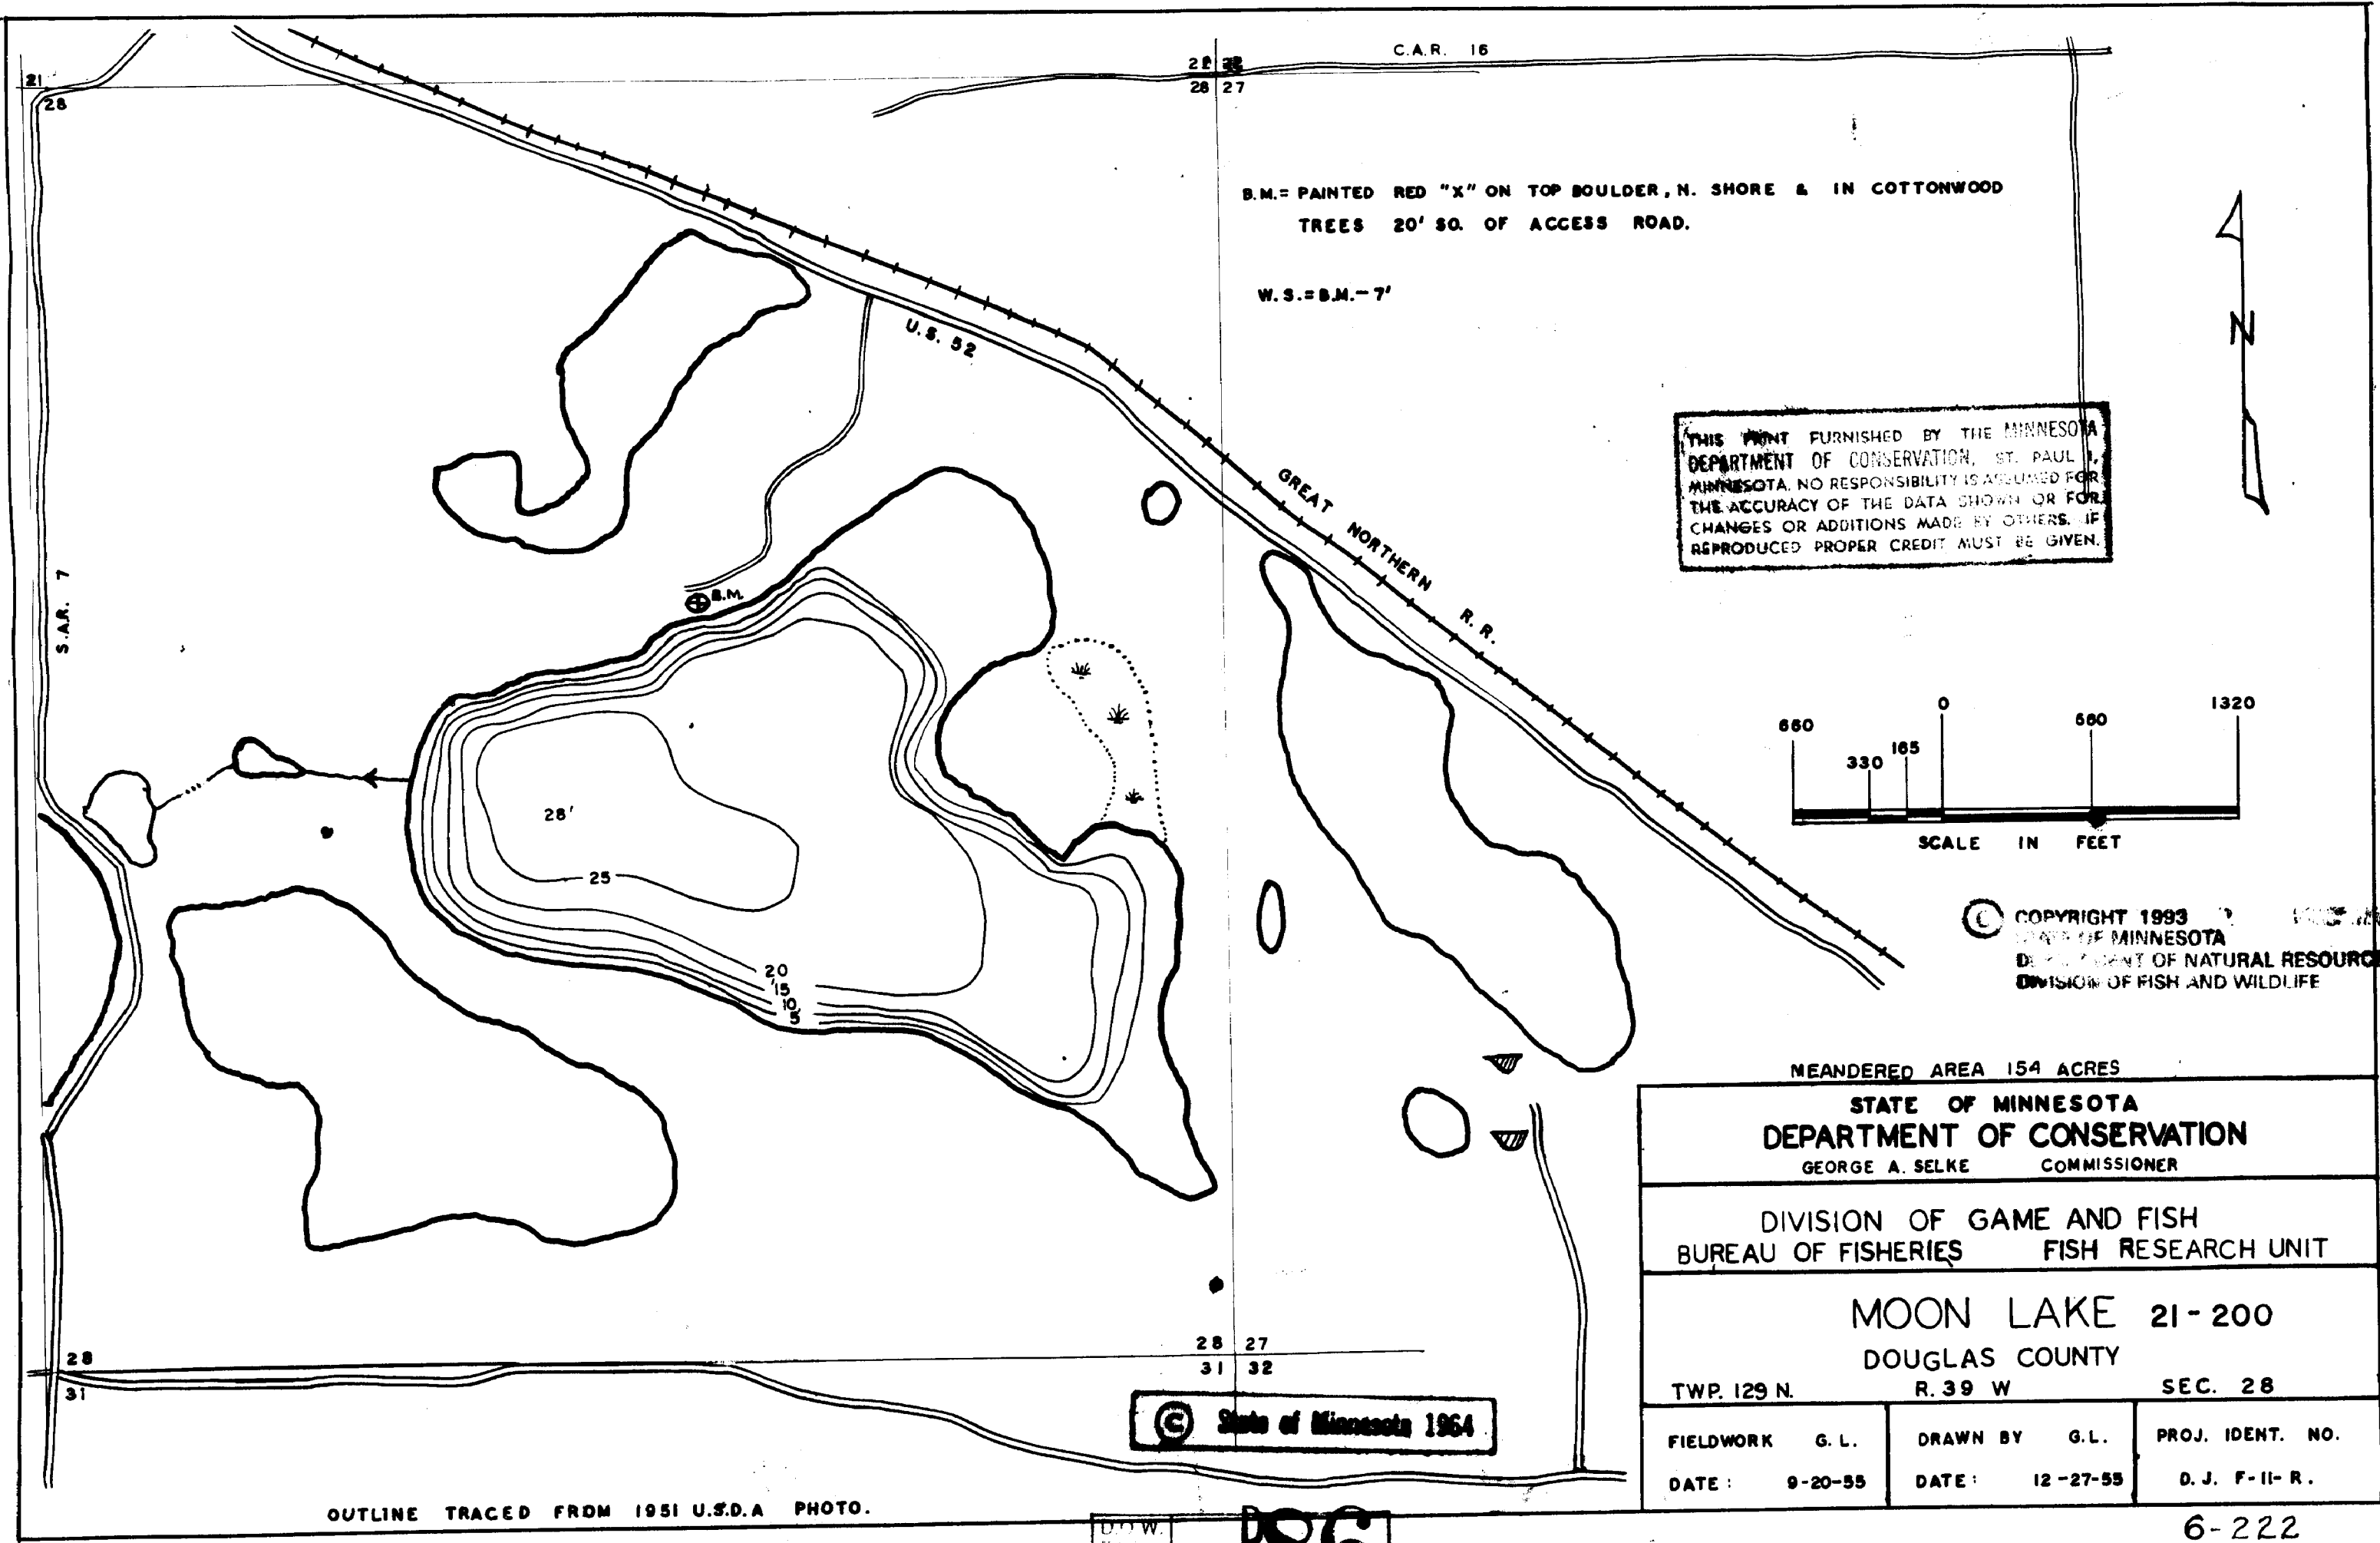 C.A.R. 16
21
28
22
28 27
B.M.= PAINTED RED "X" ON TOP BOULDER, N. SHORE & IN COTTONWOOD
TREES 20' SO. OF ACCESS ROAD.
W.S.=B.M.-7'
U.S. 52
N
THIS PRINT FURNISHED BY THE MINNESOTA
DEPARTMENT OF CONSERVATION, ST. PAUL 1,
MINNESOTA. NO RESPONSIBILITY IS ASSUMED FOR
THE ACCURACY OF THE DATA SHOWN OR FOR
CHANGES OR ADDITIONS MADE BY OTHERS. IF
REPRODUCED PROPER CREDIT MUST BE GIVEN.
GREAT NORTHERN R.R.
S.A.R. 7
B.M.
660 330 165 0 660 1320
SCALE IN FEET
28'
25
20
15
10
5
© COPYRIGHT 1993
STATE OF MINNESOTA
DEPARTMENT OF NATURAL RESOURC
DIVISION OF FISH AND WILDLIFE
MEANDERED AREA 154 ACRES
STATE OF MINNESOTA
DEPARTMENT OF CONSERVATION
GEORGE A. SELKE COMMISSIONER
DIVISION OF GAME AND FISH
BUREAU OF FISHERIES FISH RESEARCH UNIT
MOON LAKE 21-200
DOUGLAS COUNTY
TWP. 129 N. R. 39 W SEC. 28
FIELDWORK G.L.
DATE: 9-20-55
DRAWN BY G.L.
DATE: 12-27-55
PROJ. IDENT. NO.
D.J. F-11-R.
28
31
28 27
31 32
© State of Minnesota 1964
OUTLINE TRACED FROM 1951 U.S.D.A PHOTO.
D.O.W.
6-222